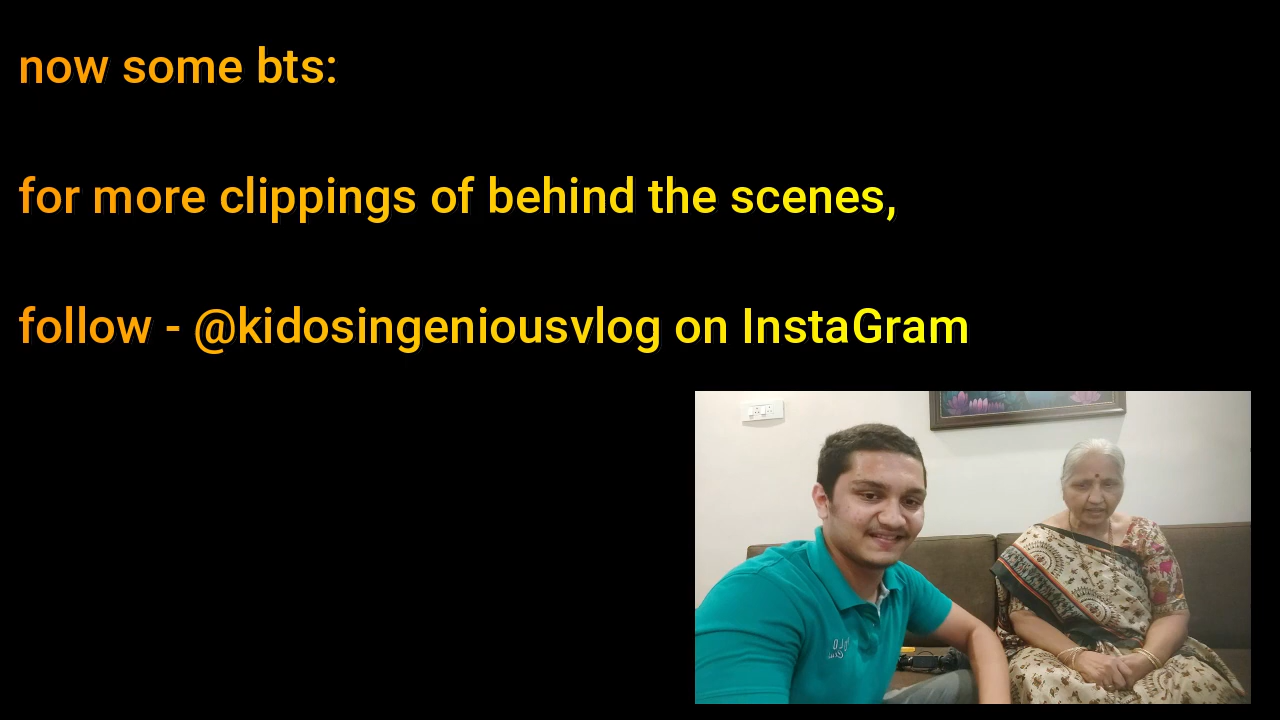 now some bts:
for more clippings of behind the scenes,
follow - @kidosingeniousvlog on InstaGram